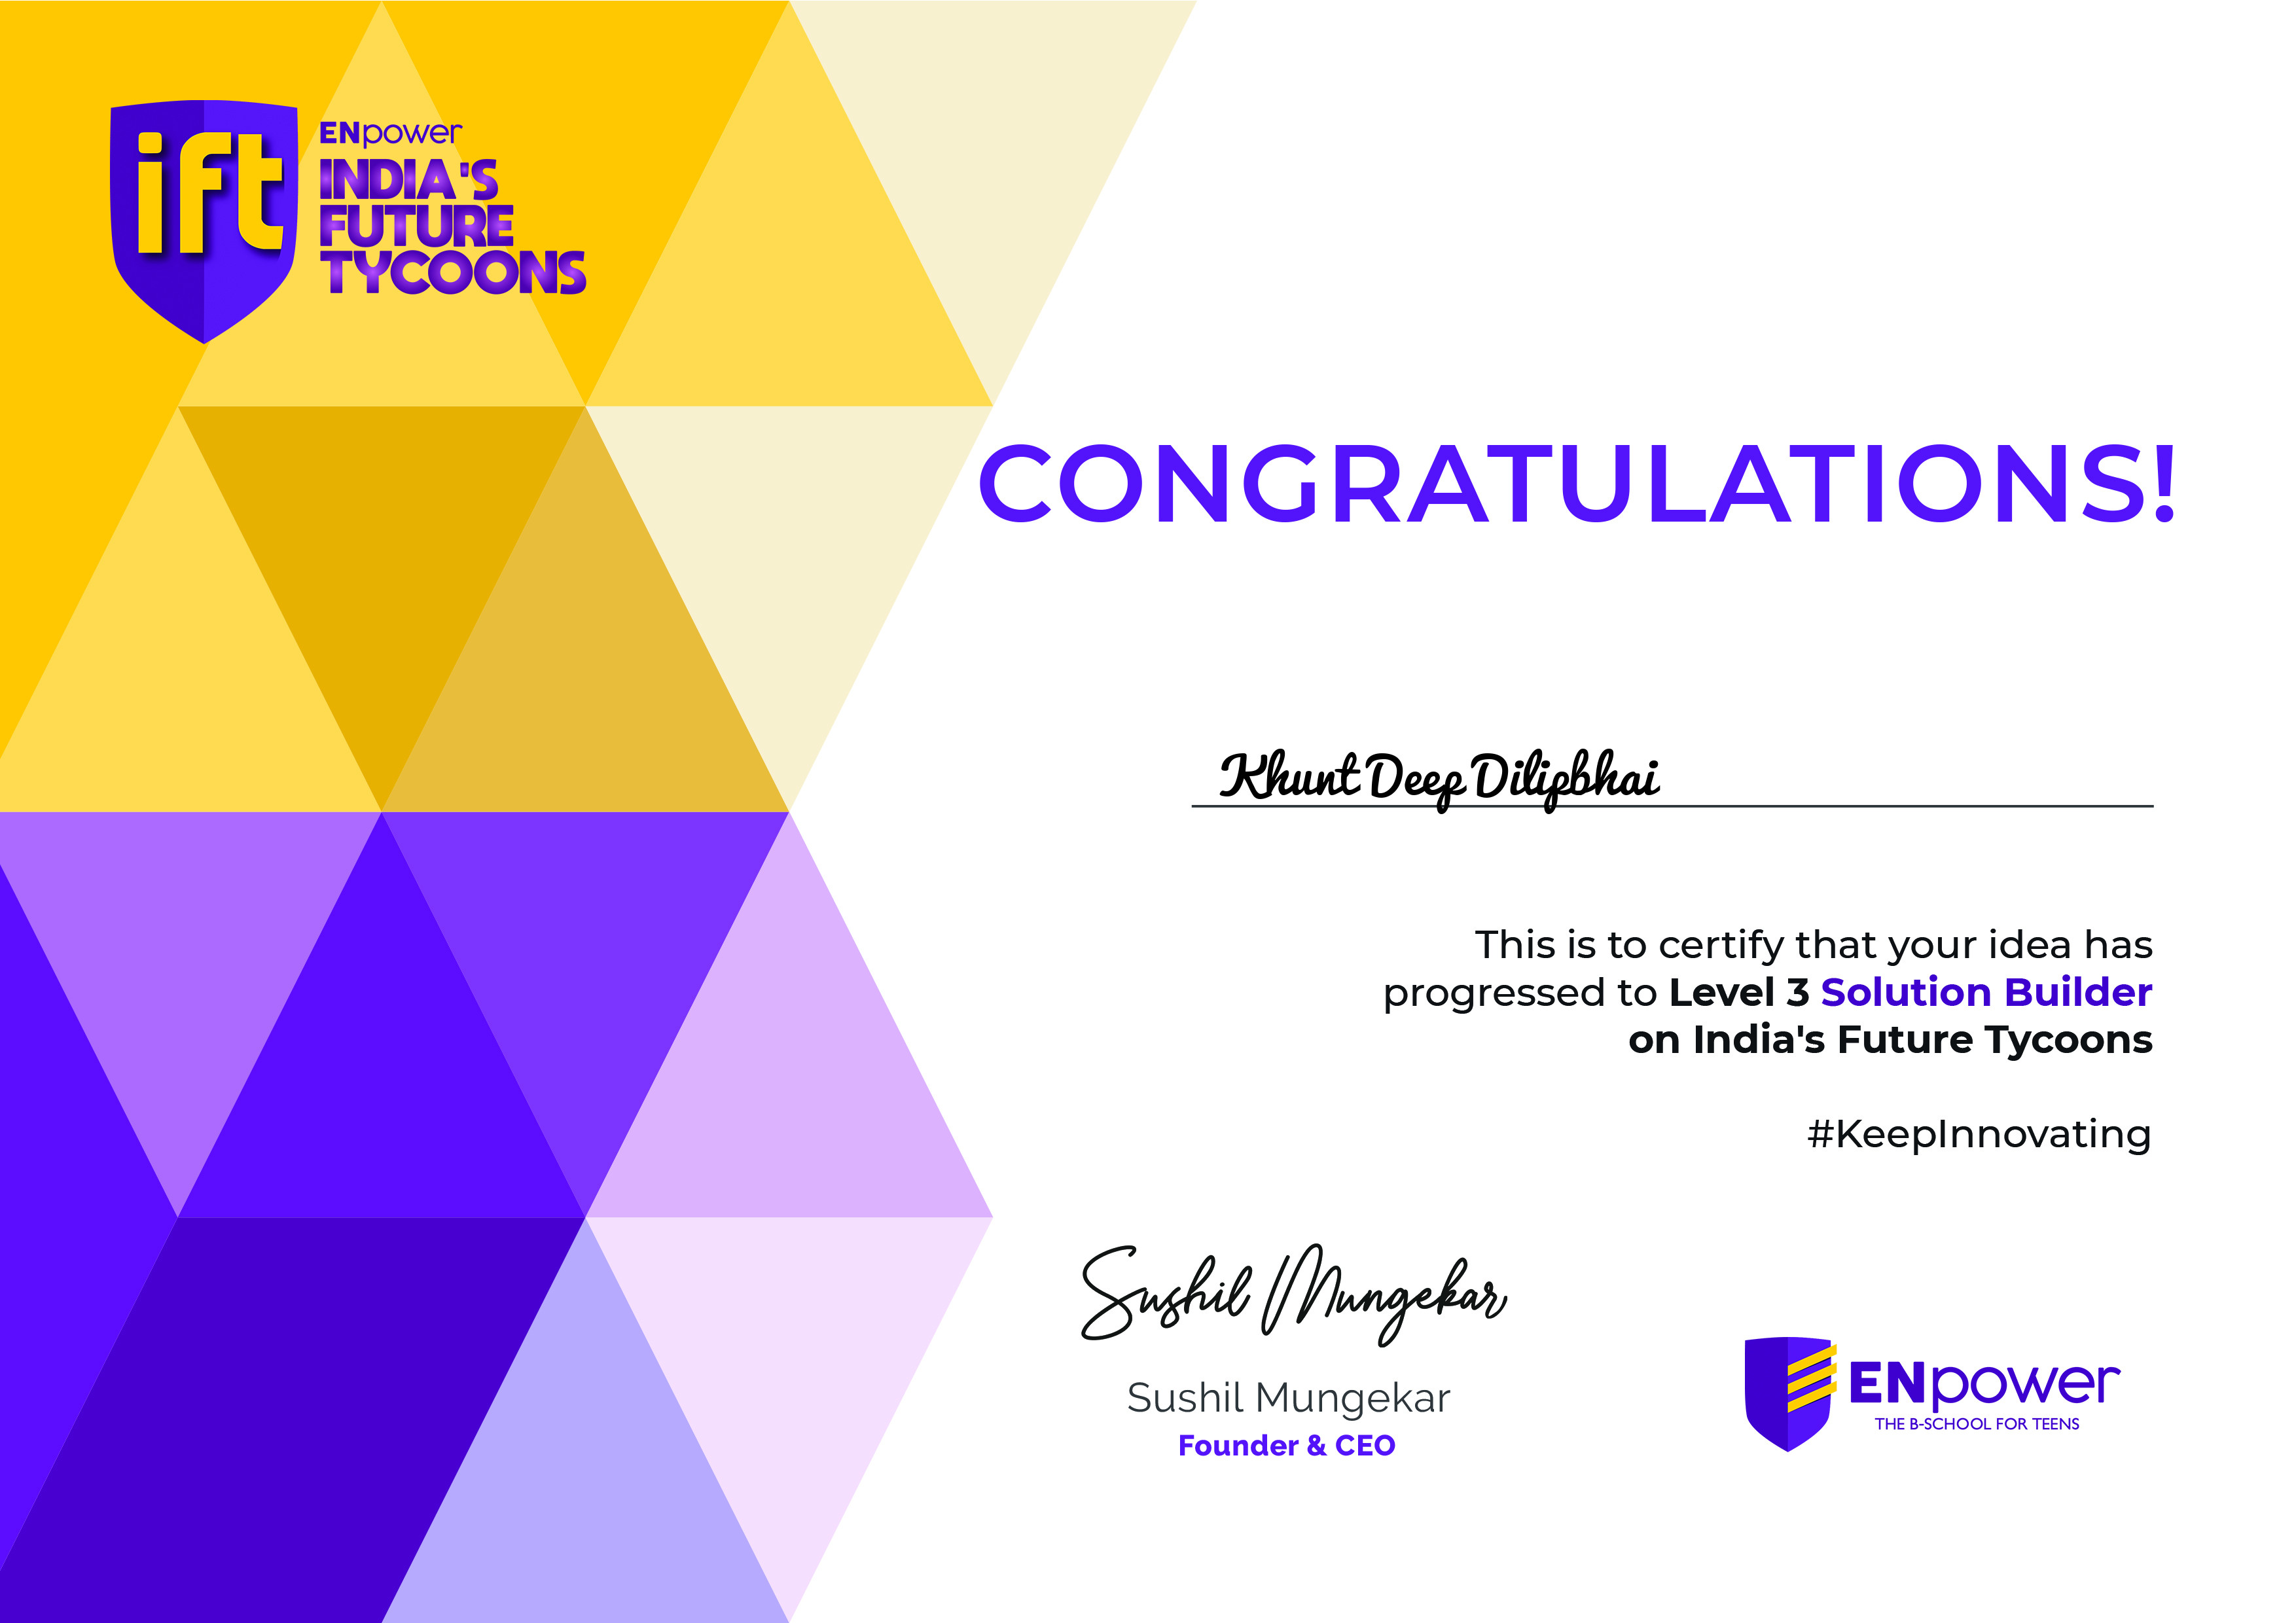 ift
ENpower
INDIA'S
FUTURE
TYCOONS
CONGRATULATIONS!
Khunt Deep Dilipbhai
This is to certify that your idea has
progressed to Level 3 Solution Builder
on India's Future Tycoons
#KeepInnovating
Sushil Mungekar
Sushil Mungekar
Founder & CEO
ENpower
THE B-SCHOOL FOR TEENS